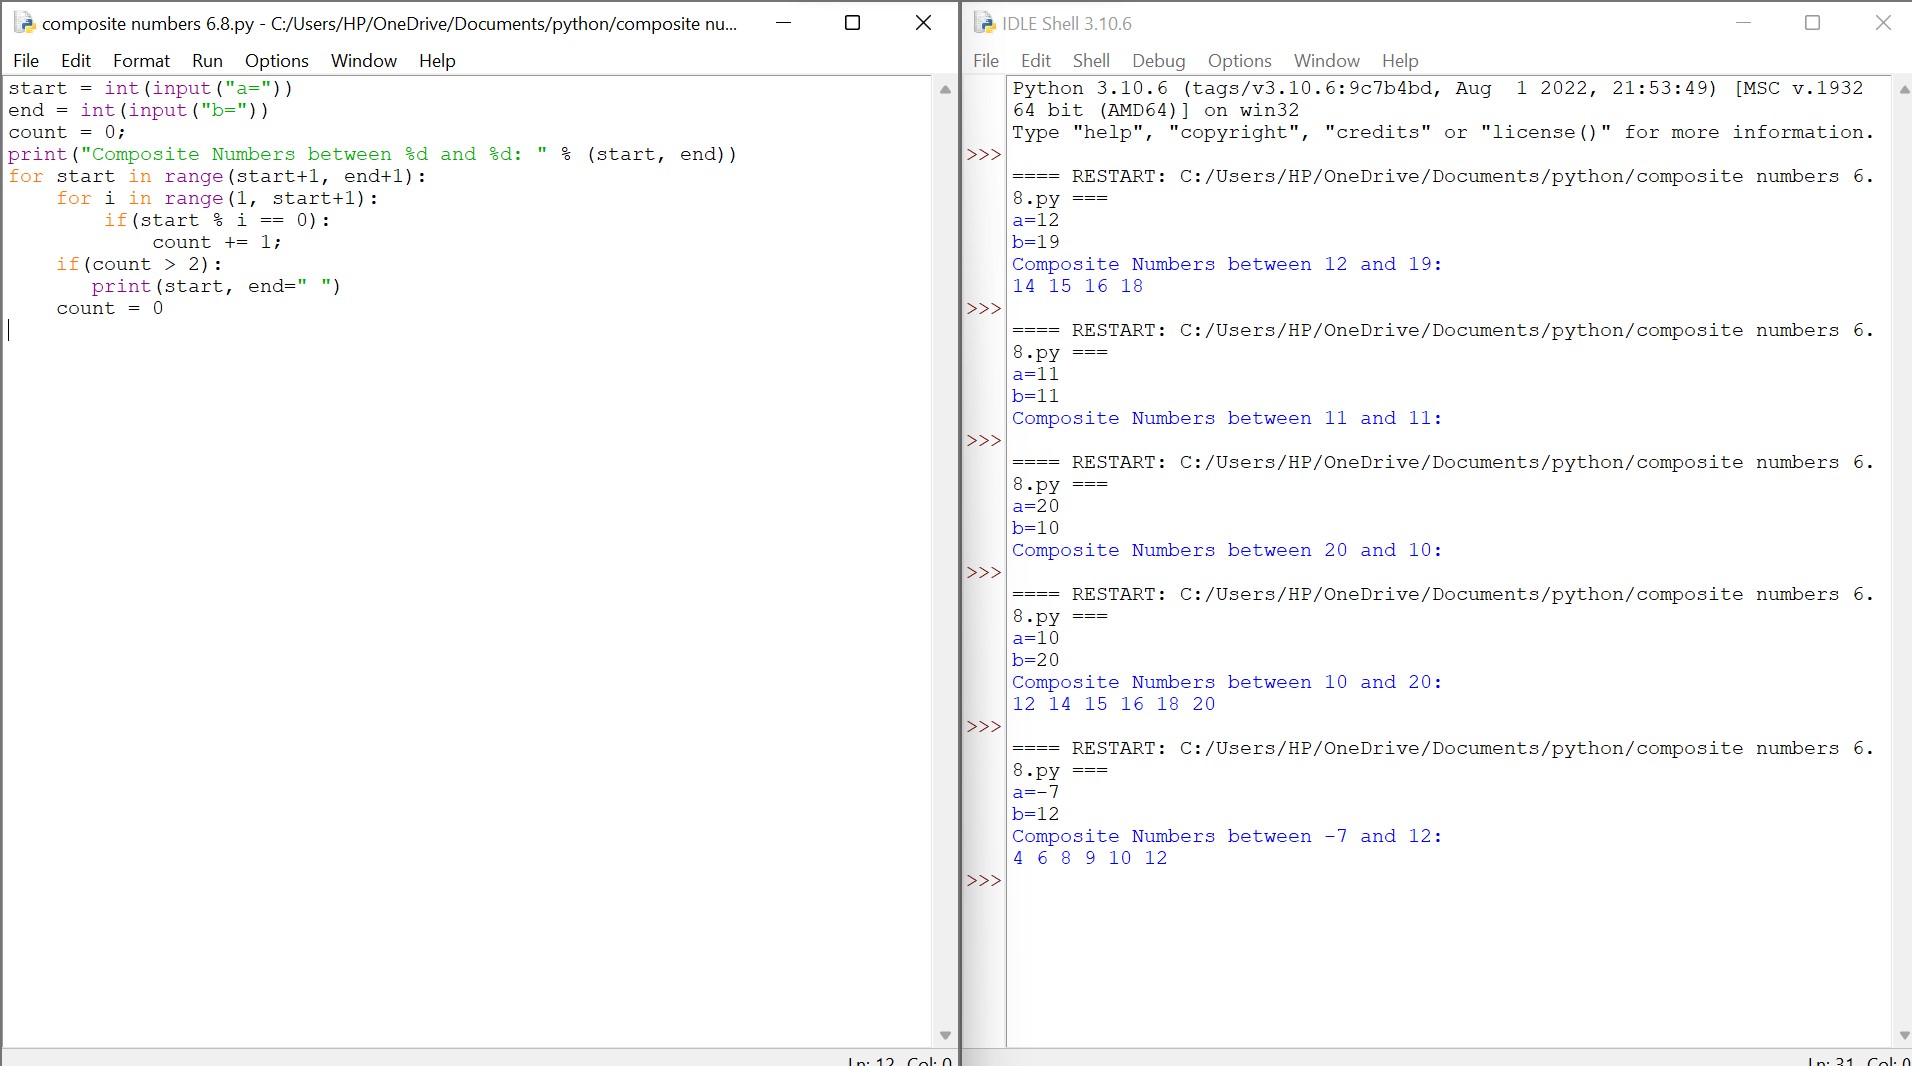 composite numbers 6.8.py - C:/Users/HP/OneDrive/Documents/python/composite nu...
File Edit Format Run Options Window Help
start = int(input("a="))
end = int(input("b="))
count = 0;
print("Composite Numbers between %d and %d: " % (start, end))
for start in range(start+1, end+1):
    for i in range(1, start+1):
        if(start % i == 0):
            count += 1;
    if(count > 2):
       print(start, end=" ")
    count = 0
Ln: 12 Col: 0
IDLE Shell 3.10.6
File Edit Shell Debug Options Window Help
Python 3.10.6 (tags/v3.10.6:9c7b4bd, Aug  1 2022, 21:53:49) [MSC v.1932
64 bit (AMD64)] on win32
Type "help", "copyright", "credits" or "license()" for more information.
>>>
==== RESTART: C:/Users/HP/OneDrive/Documents/python/composite numbers 6.
8.py ===
a=12
b=19
Composite Numbers between 12 and 19:
14 15 16 18
>>>
==== RESTART: C:/Users/HP/OneDrive/Documents/python/composite numbers 6.
8.py ===
a=11
b=11
Composite Numbers between 11 and 11:
>>>
==== RESTART: C:/Users/HP/OneDrive/Documents/python/composite numbers 6.
8.py ===
a=20
b=10
Composite Numbers between 20 and 10:
>>>
==== RESTART: C:/Users/HP/OneDrive/Documents/python/composite numbers 6.
8.py ===
a=10
b=20
Composite Numbers between 10 and 20:
12 14 15 16 18 20
>>>
==== RESTART: C:/Users/HP/OneDrive/Documents/python/composite numbers 6.
8.py ===
a=-7
b=12
Composite Numbers between -7 and 12:
4 6 8 9 10 12
>>>
Ln: 31 Col: 0